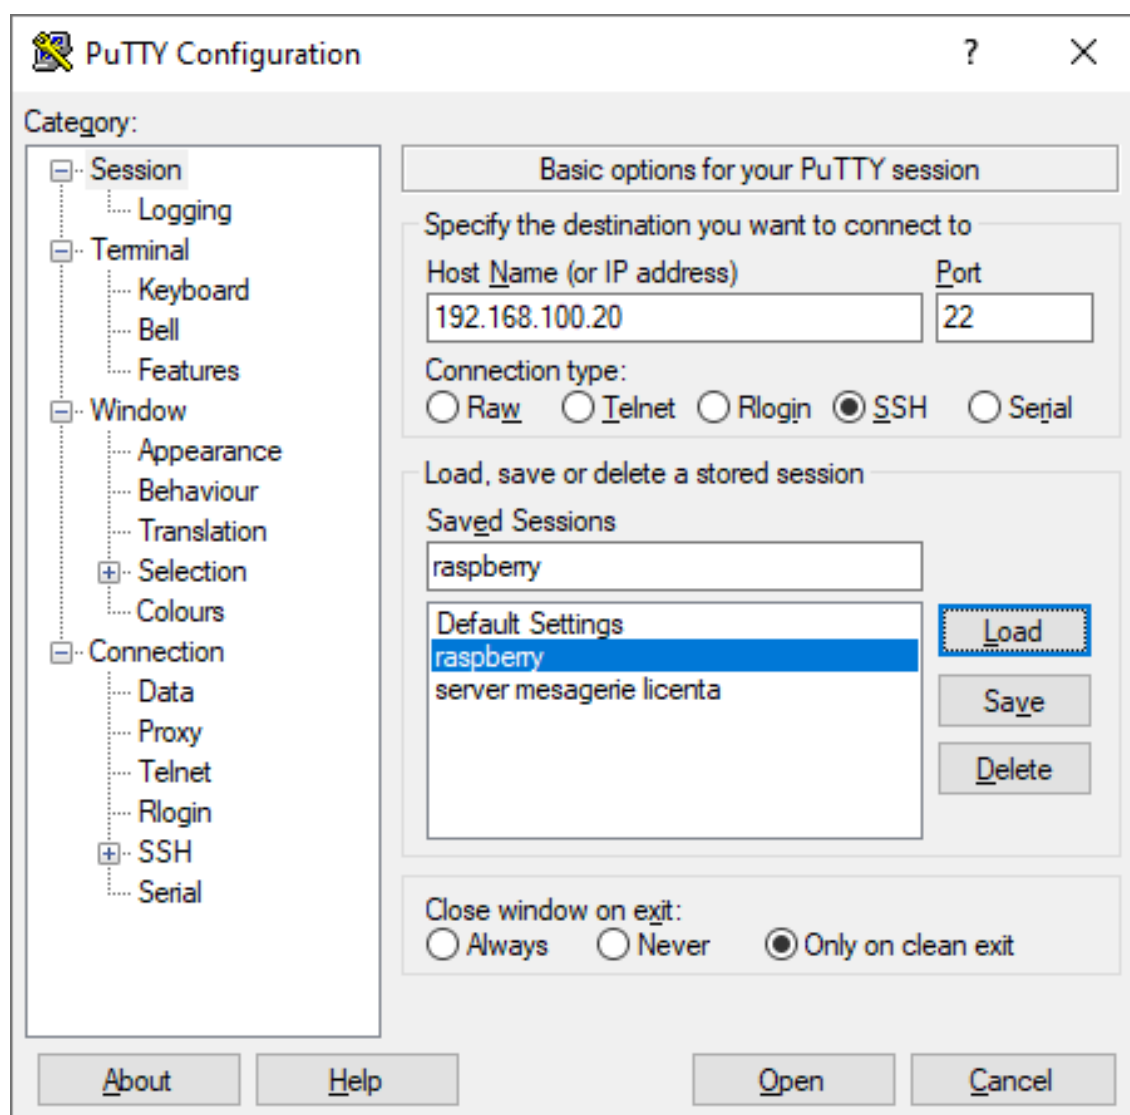 PuTTY Configuration
?
Category:
Session
Logging
Terminal
Keyboard
Bell
Features
Window
Appearance
Behaviour
Translation
Selection
Colours
Connection
Data
Proxy
Telnet
Rlogin
SSH
Serial
Basic options for your PuTTY session
Specify the destination you want to connect to
Host Name (or IP address) Port
192.168.100.20 22
Connection type:
Raw Telnet Rlogin SSH Serial
Load, save or delete a stored session
Saved Sessions
raspberry
Default Settings
raspberry
server mesagerie licenta
Load
Save
Delete
Close window on exit:
Always Never Only on clean exit
About Help Open Cancel